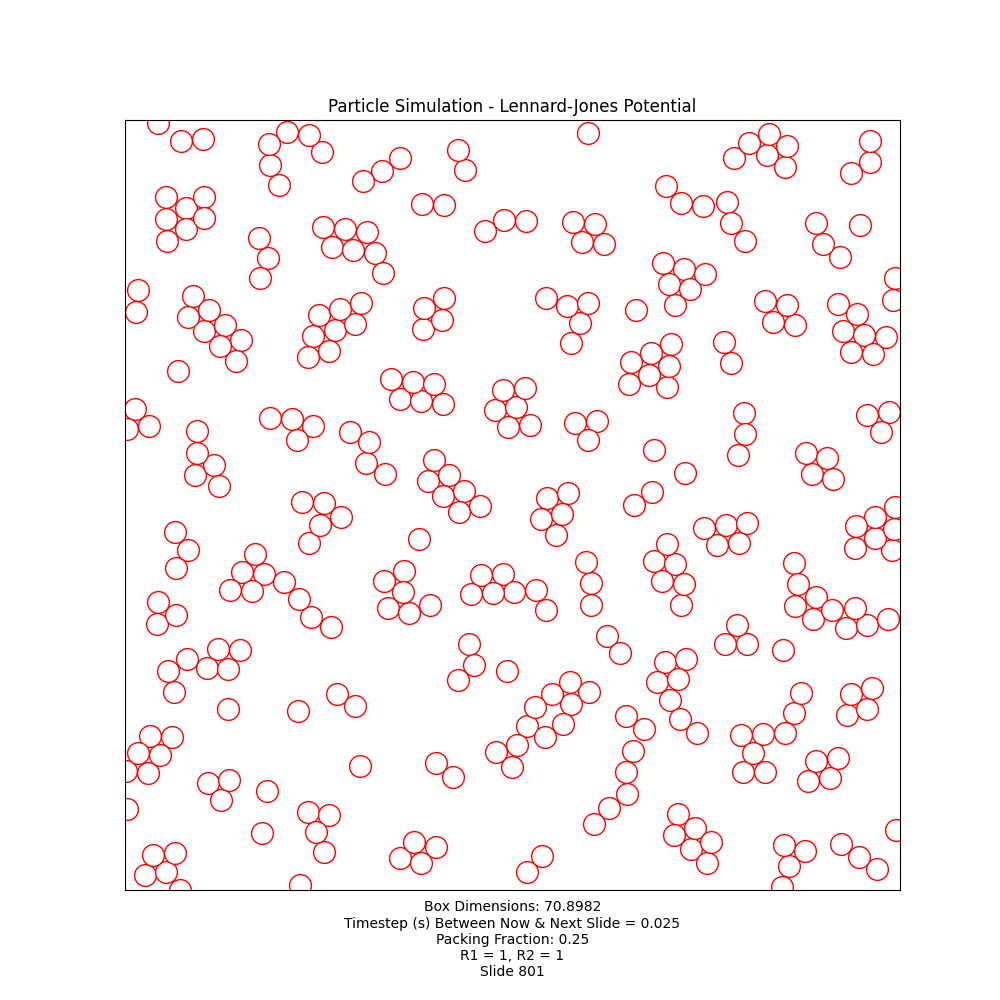 Particle Simulation - Lennard-Jones Potential
Box Dimensions: 70.8982
Timestep (s) Between Now & Next Slide = 0.025
Packing Fraction: 0.25
R1 = 1, R2 = 1
Slide 801